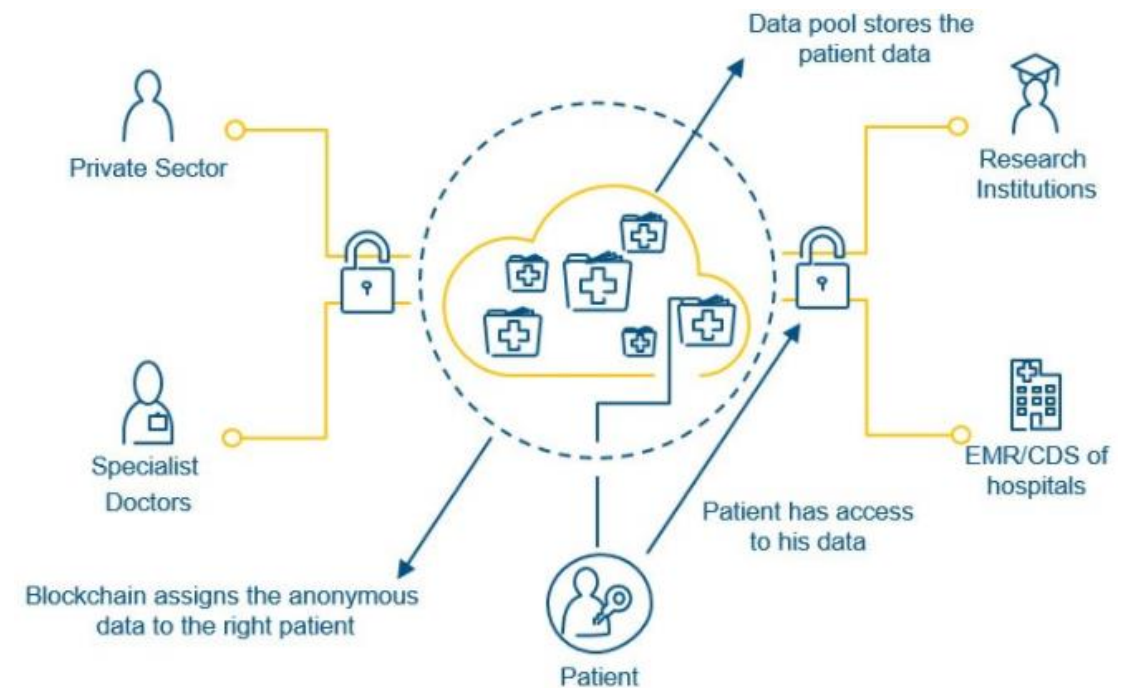 Data pool stores the
patient data
Private Sector
Research
Institutions
Specialist
Doctors
EMR/CDS of
hospitals
Patient has access
to his data
Blockchain assigns the anonymous
data to the right patient
Patient